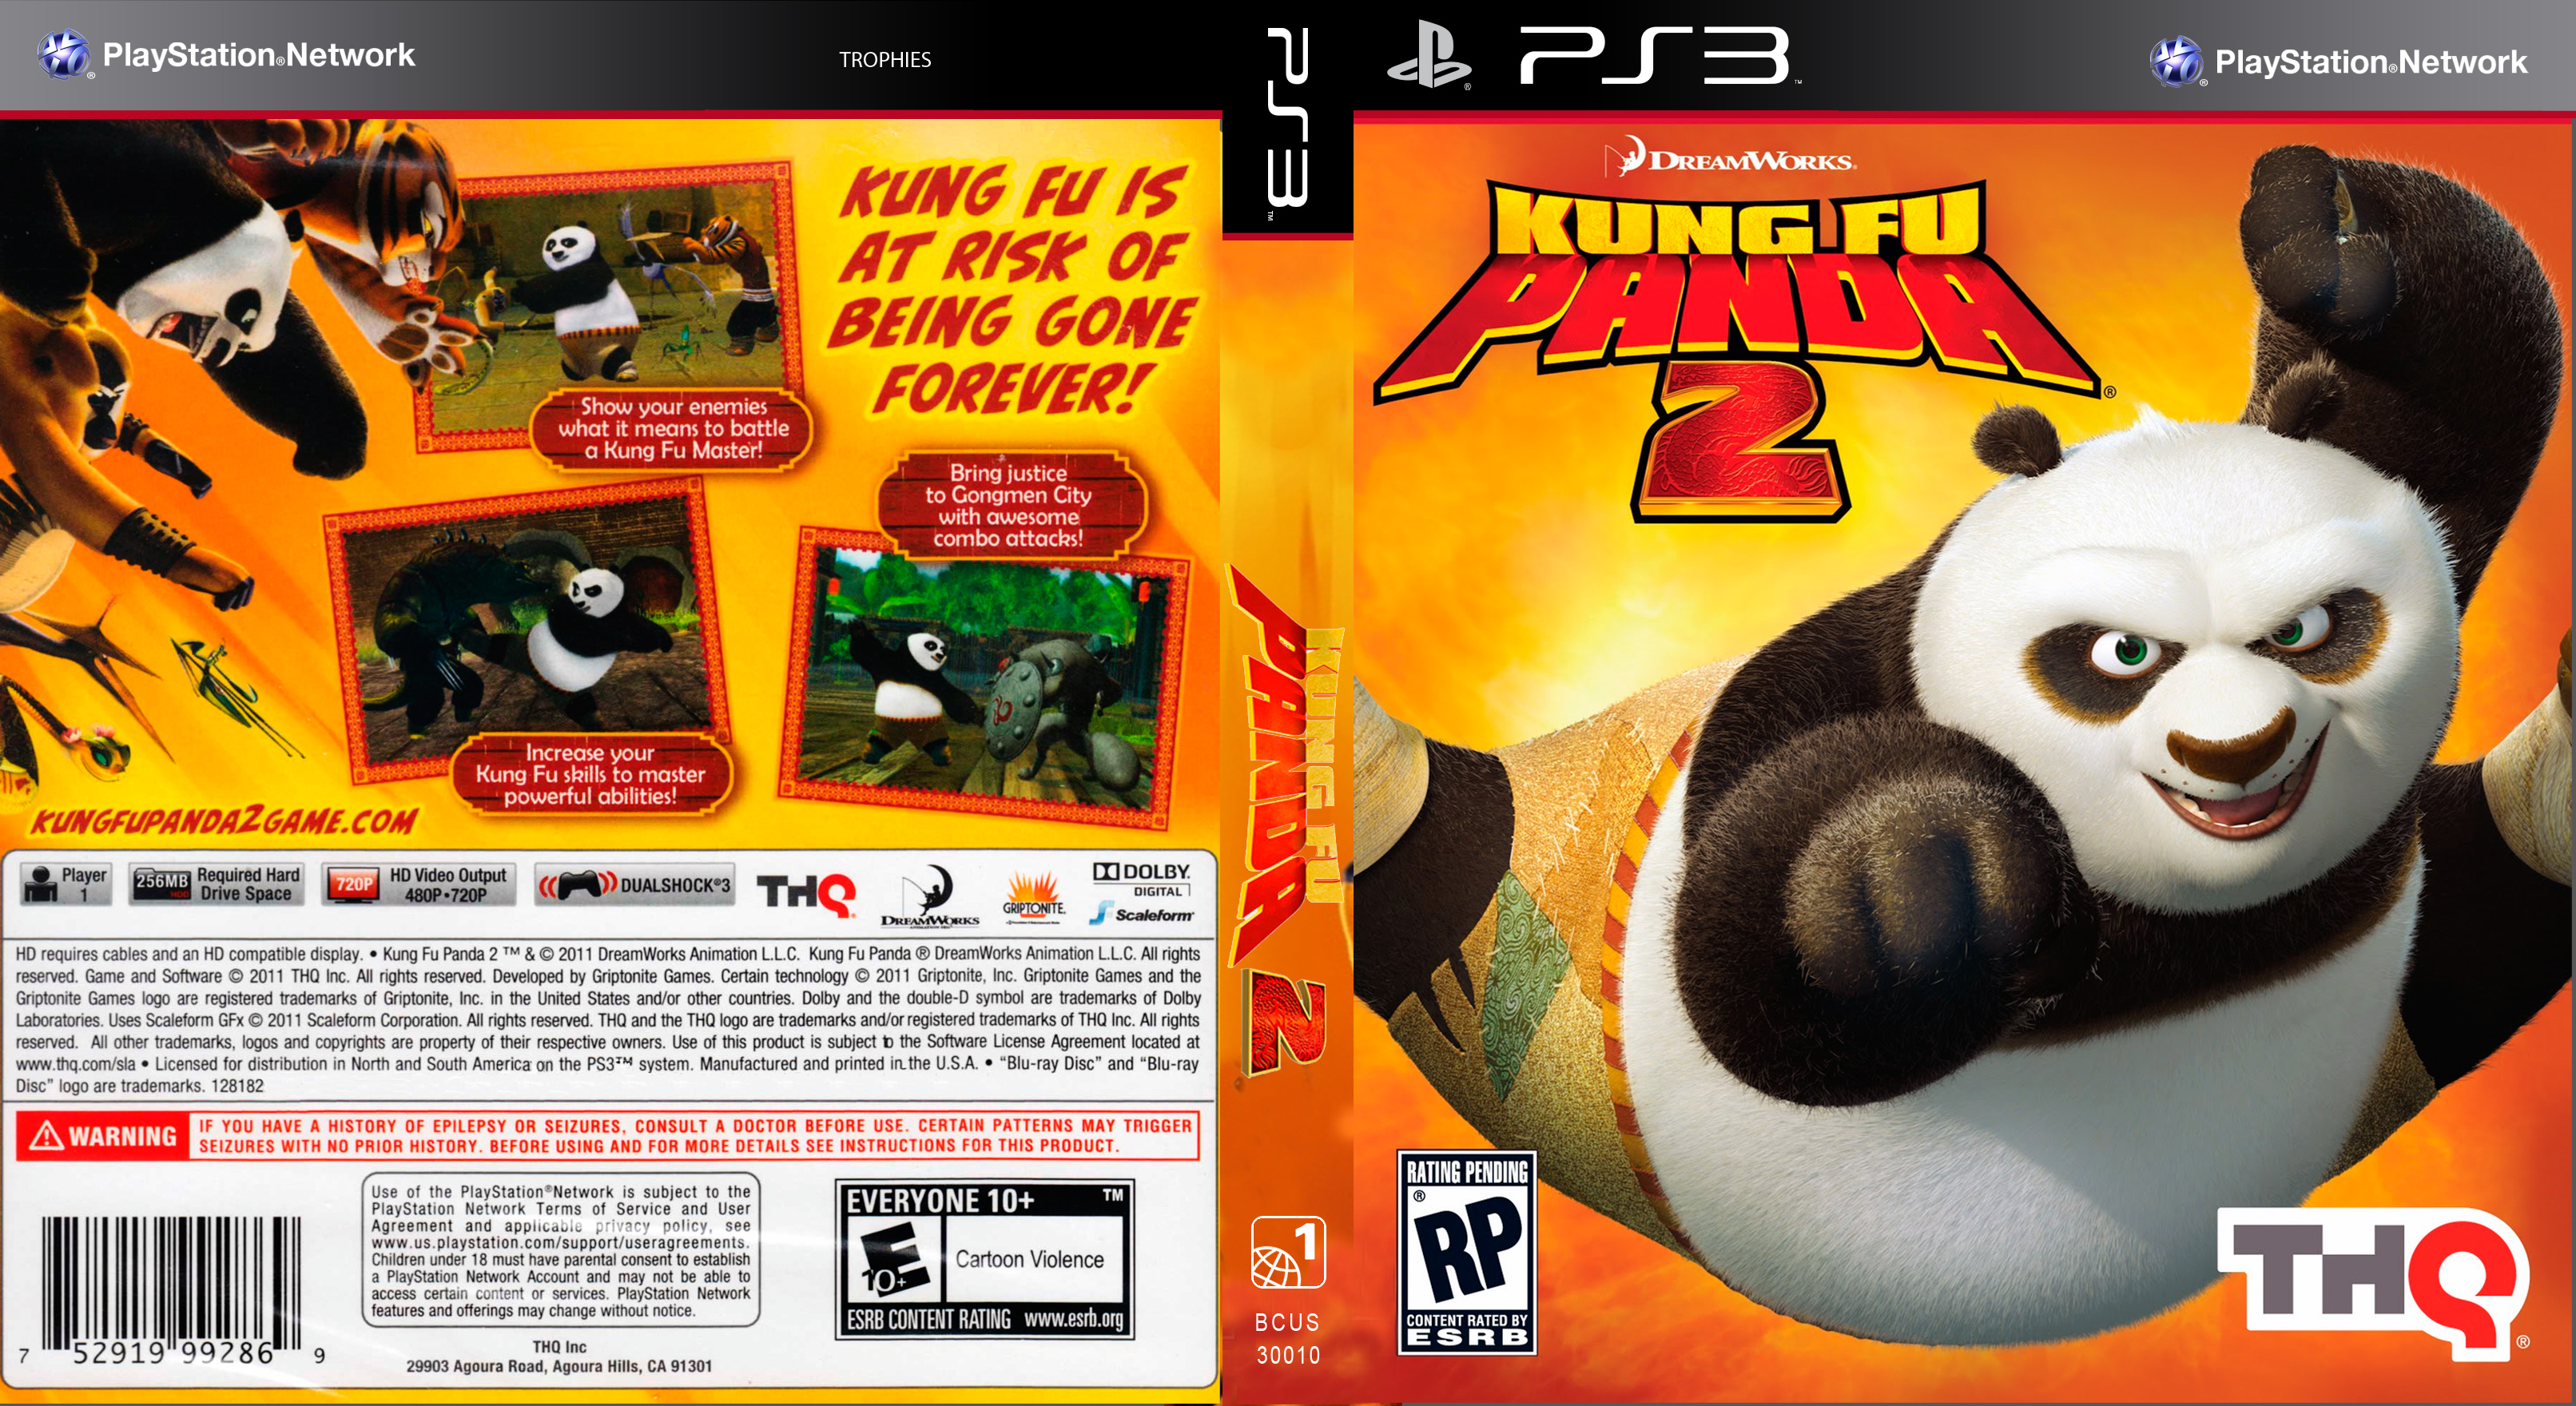 PlayStation®Network
TROPHIES
KUNG FU IS
AT RISK OF
BEING GONE
FOREVER!
Show your enemies
what it means to battle
a Kung Fu Master!
Bring justice
to Gongmen City
with awesome
combo attacks!
Increase your
Kung Fu skills to master
powerful abilities!
KUNGFUPANDA2GAME.COM
Player
1
256MB
HDD
Required Hard
Drive Space
720P
HD Video Output
480P•720P
DUALSHOCK®3
THQ
DREAMWORKS
GRIPTONITE.
DOLBY.
DIGITAL
Scaleform
HD requires cables and an HD compatible display. • Kung Fu Panda 2 ™ & © 2011 DreamWorks Animation L.L.C. Kung Fu Panda ® DreamWorks Animation L.L.C. All rights
reserved. Game and Software © 2011 THQ Inc. All rights reserved. Developed by Griptonite Games. Certain technology © 2011 Griptonite, Inc. Griptonite Games and the
Griptonite Games logo are registered trademarks of Griptonite, Inc. in the United States and/or other countries. Dolby and the double-D symbol are trademarks of Dolby
Laboratories. Uses Scaleform GFx © 2011 Scaleform Corporation. All rights reserved. THQ and the THQ logo are trademarks and/or registered trademarks of THQ Inc. All rights
reserved. All other trademarks, logos and copyrights are property of their respective owners. Use of this product is subject to the Software License Agreement located at
www.thq.com/sla • Licensed for distribution in North and South America on the PS3™ system. Manufactured and printed in the U.S.A. • “Blu-ray Disc” and “Blu-ray
Disc” logo are trademarks. 128182
WARNING
IF YOU HAVE A HISTORY OF EPILEPSY OR SEIZURES, CONSULT A DOCTOR BEFORE USE. CERTAIN PATTERNS MAY TRIGGER
SEIZURES WITH NO PRIOR HISTORY. BEFORE USING AND FOR MORE DETAILS SEE INSTRUCTIONS FOR THIS PRODUCT.
7 52919 99286 9
Use of the PlayStation®Network is subject to the
PlayStation Network Terms of Service and User
Agreement and applicable privacy policy, see
www.us.playstation.com/support/useragreements.
Children under 18 must have parental consent to establish
a PlayStation Network Account and may not be able to
access certain content or services. PlayStation Network
features and offerings may change without notice.
THQ Inc
29903 Agoura Road, Agoura Hills, CA 91301
EVERYONE 10+ ™
E
10+
Cartoon Violence
ESRB CONTENT RATING www.esrb.org
PS3™
KUNG FU
PANDA
2
1
BCUS
30010
PS3™
PlayStation®Network
DREAMWORKS®
KUNG FU
PANDA®
2
RATING PENDING
®
RP
CONTENT RATED BY
ESRB
THQ®